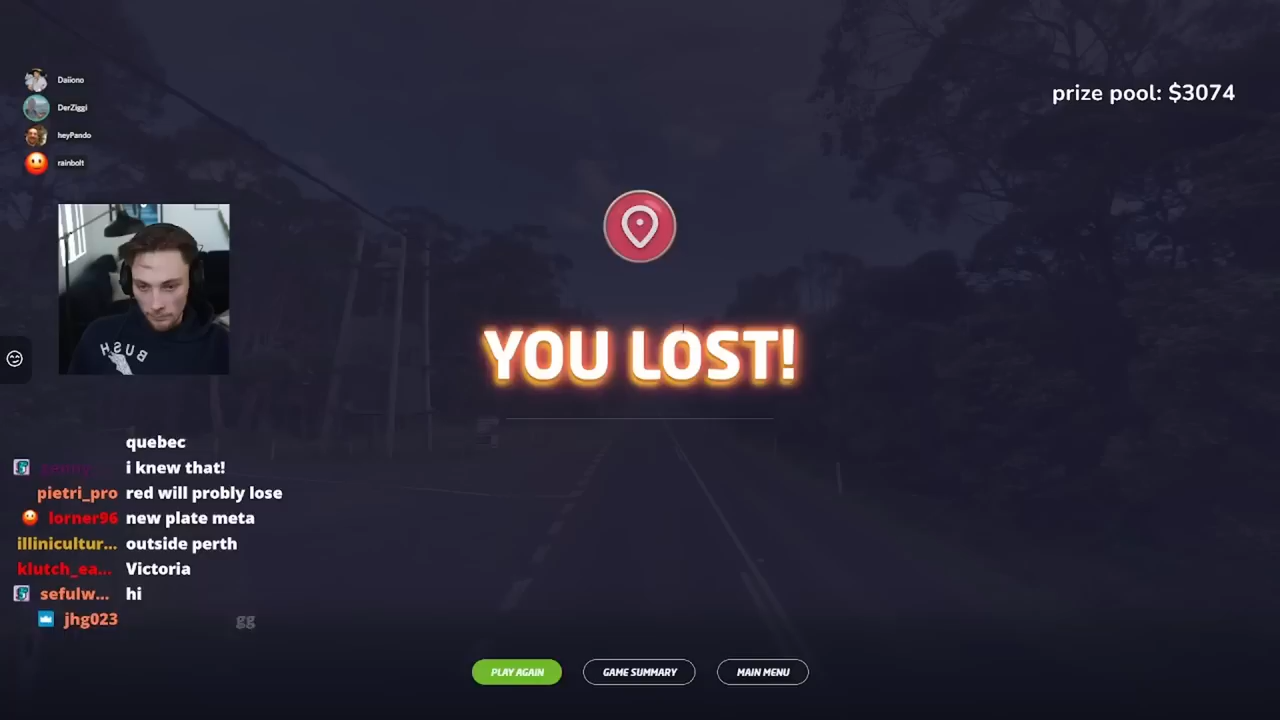 Daiiono
DerZiggi
heyPando
rainbolt
prize pool: $3074
BUSH
YOU LOST!
quebec
i knew that!
pietri_pro red will probly lose
lorner96 new plate meta
illinicultur... outside perth
klutch_ea... Victoria
sefulw... hi
jhg023 gg
PLAY AGAIN
GAME SUMMARY
MAIN MENU